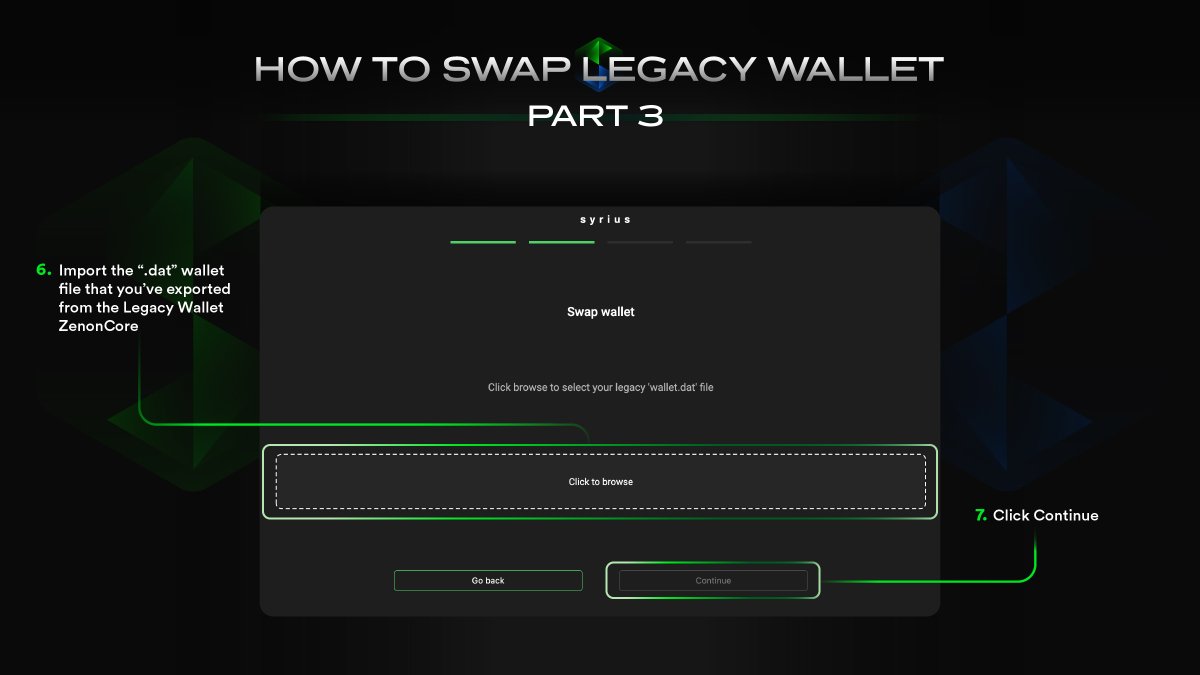 HOW TO SWAP LEGACY WALLET
PART 3
syrius
6. Import the “.dat” wallet
file that you’ve exported
from the Legacy Wallet
ZenonCore
Swap wallet
Click browse to select your legacy 'wallet.dat' file
Click to browse
7. Click Continue
Go back
Continue